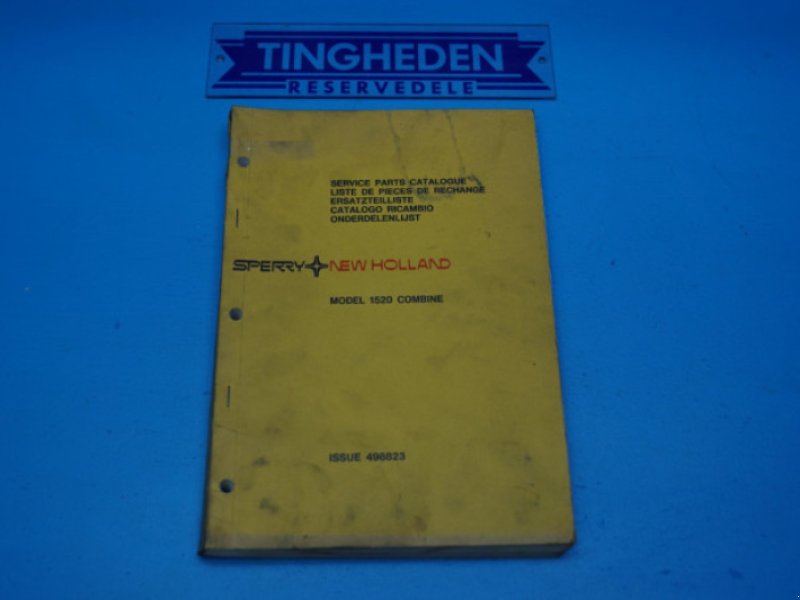 TINGHEDEN
RESERVEDELE
SERVICE PARTS CATALOGUE
LISTE DE PIECES DE RECHANGE
ERSATZTEILLISTE
CATALOGO RICAMBIO
ONDERDELENLIJST
SPERRY NEW HOLLAND
MODEL 1520 COMBINE
ISSUE 496823